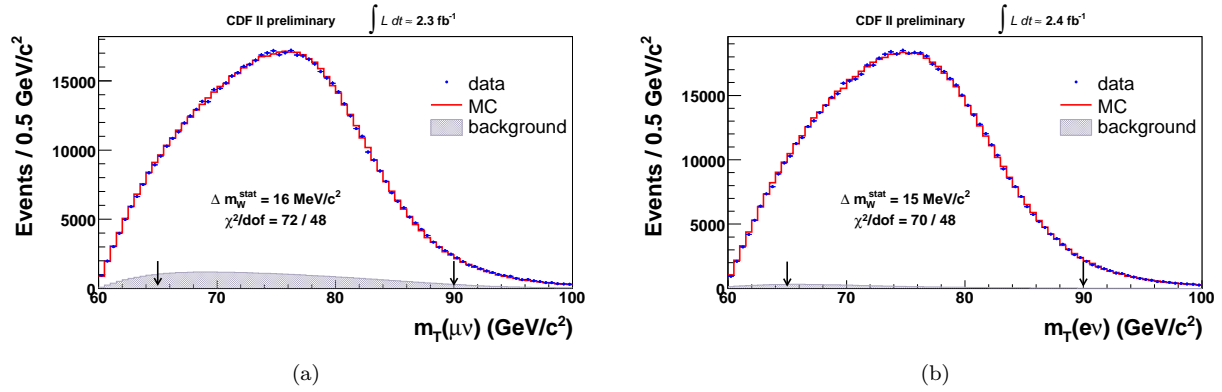 CDF II preliminary ∫ L dt ≈ 2.3 fb⁻¹
Events / 0.5 GeV/c²
15000
10000
5000
0
data
MC
background
Δ m_W^stat = 16 MeV/c²
χ²/dof = 72 / 48
60 70 80 90 100
m_T(μν) (GeV/c²)
(a)
CDF II preliminary ∫ L dt ≈ 2.4 fb⁻¹
Events / 0.5 GeV/c²
15000
10000
5000
0
data
MC
background
Δ m_W^stat = 15 MeV/c²
χ²/dof = 70 / 48
60 70 80 90 100
m_T(eν) (GeV/c²)
(b)